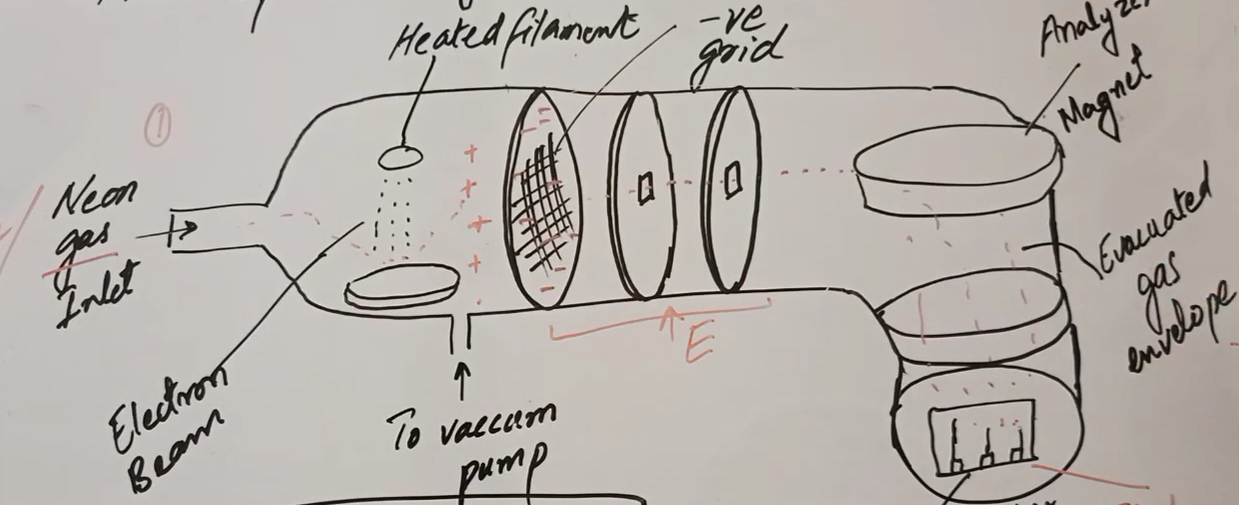 Heated filament
-ve
grid
Analyzer
Magnet
①
Neon
gas
Inlet
+
+
+
+
Evacuated
gas
envelope
E
Electron
Beam
To vaccum
pump